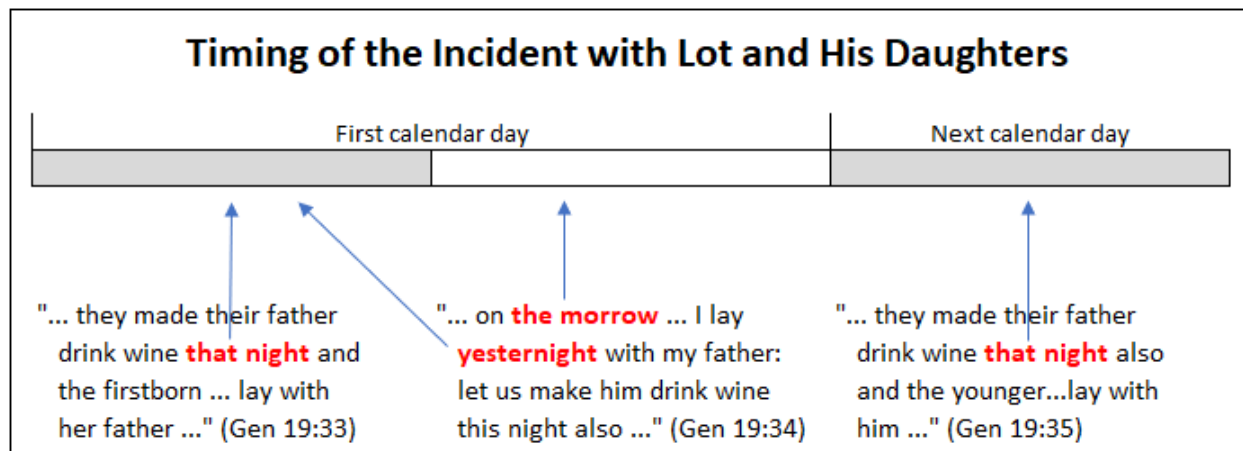 Timing of the Incident with Lot and His Daughters
First calendar day
Next calendar day
"... they made their father
drink wine that night and
the firstborn ... lay with
her father ..." (Gen 19:33)
"... on the morrow ... I lay
yesternight with my father:
let us make him drink wine
this night also ..." (Gen 19:34)
"... they made their father
drink wine that night also
and the younger...lay with
him ..." (Gen 19:35)